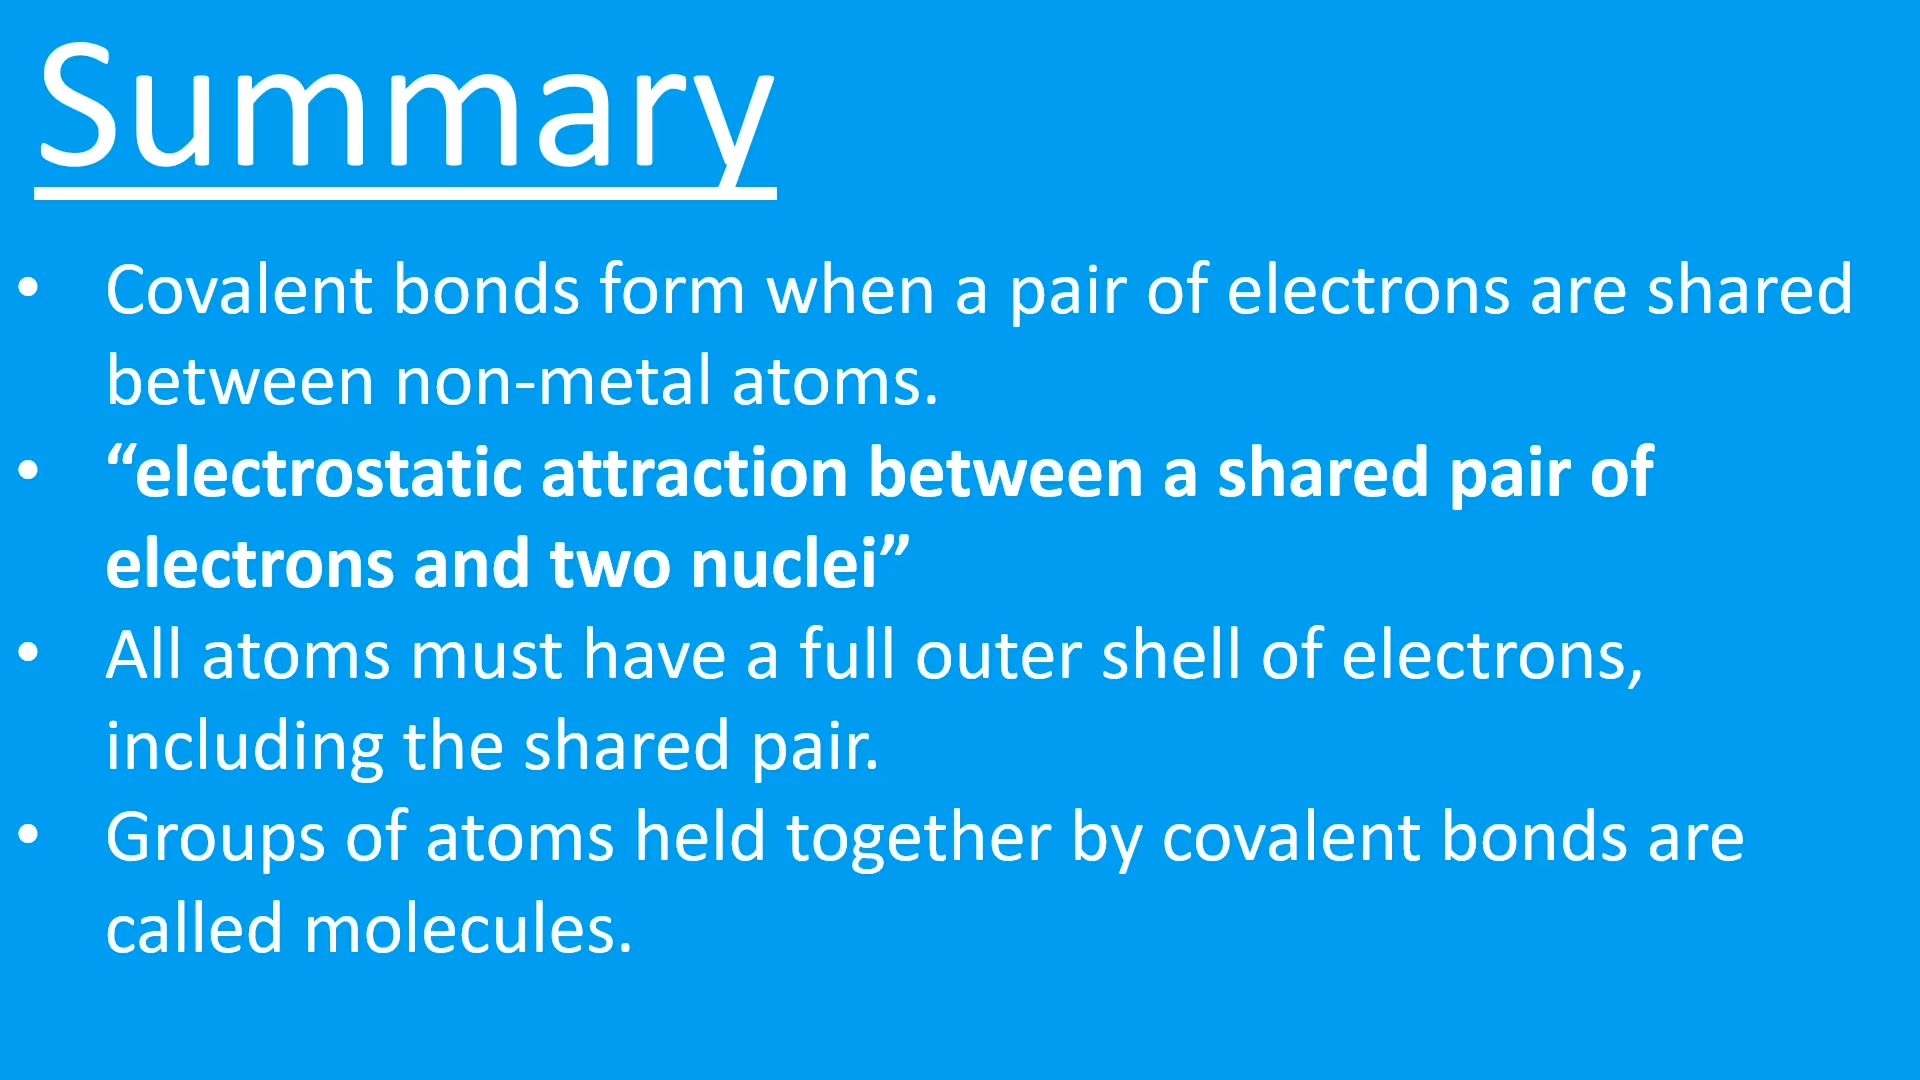 Summary
• Covalent bonds form when a pair of electrons are shared
between non-metal atoms.
• “electrostatic attraction between a shared pair of
electrons and two nuclei”
• All atoms must have a full outer shell of electrons,
including the shared pair.
• Groups of atoms held together by covalent bonds are
called molecules.